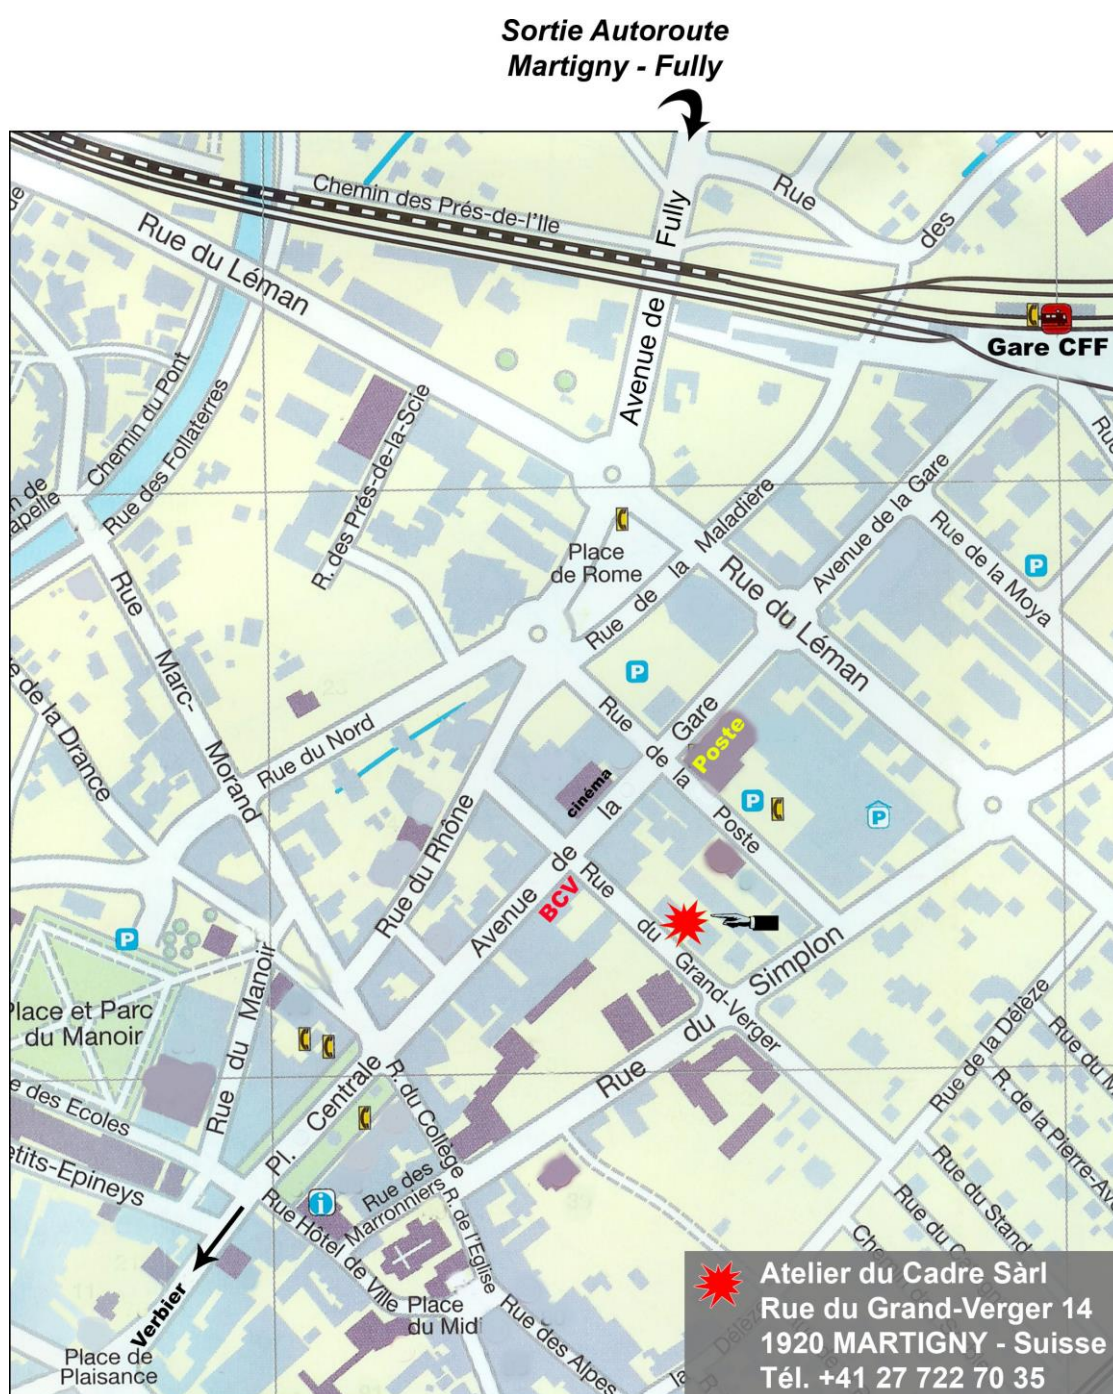 Sortie Autoroute
Martigny - Fully
Chemin des Prés-de-l'Ile
Rue
des
Rue du Léman
Avenue de Fully
Gare CFF
Chemin du Pont
Rue des Follaterres
R. des Prés-de-la-Scie
Rue de la Maladière
Avenue de la Gare
Rue de la Moya
P
Place
de Rome
Rue du Léman
P
Rue Marc-Morand
Rue du Nord
de la Drance
Rue du Rhône
Rue de la Poste
Poste
cinéma
P
P
Avenue de la Gare
BCV
Rue du Grand-Verger
Rue du Simplon
P
Place et Parc
du Manoir
Rue du Manoir
Rue de la Délèze
Rue du
R. de la Pierre-
Rue du Stand
des Ecoles
Pl. Centrale
R. du Collège
Rue des
Marronniers
R. de l'Eglise
i
Rue Hôtel de Ville
Place
du Midi
Rue des Alpes
Verbier
Place de
Plaisance
Atelier du Cadre Sàrl
Rue du Grand-Verger 14
1920 MARTIGNY - Suisse
Tél. +41 27 722 70 35